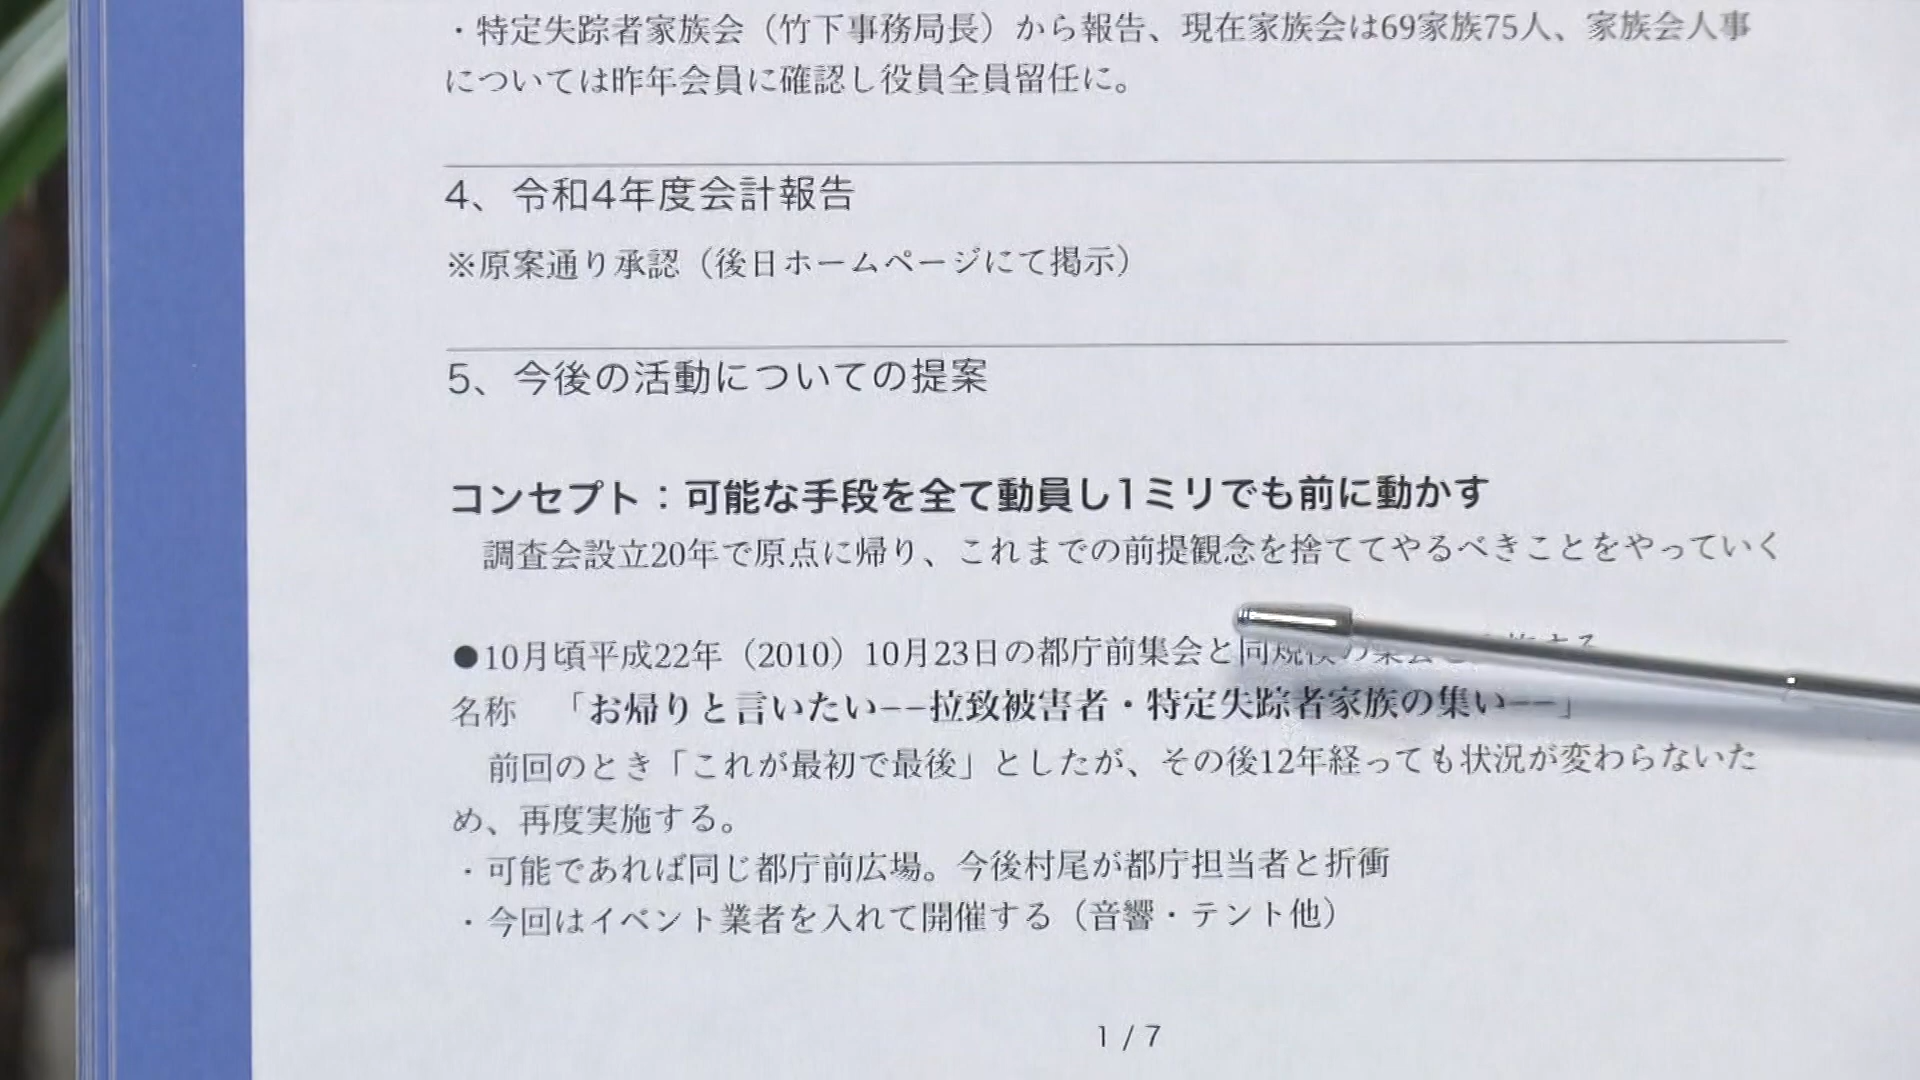 ・特定失踪者家族会（竹下事務局長）から報告、現在家族会は69家族75人、家族会人事
については昨年会員に確認し役員全員留任に。
4、令和4年度会計報告
※原案通り承認（後日ホームページにて掲示）
5、今後の活動についての提案
コンセプト：可能な手段を全て動員し1ミリでも前に動かす
調査会設立20年で原点に帰り、これまでの前提観念を捨ててやるべきことをやっていく
●10月頃平成22年（2010）10月23日の都庁前集会と同規模の集会
名称　「お帰りと言いたい−−拉致被害者・特定失踪者家族の集い−−」
前回のとき「これが最初で最後」としたが、その後12年経っても状況が変わらないた
め、再度実施する。
・可能であれば同じ都庁前広場。今後村尾が都庁担当者と折衝
・今回はイベント業者を入れて開催する（音響・テント他）
1 / 7